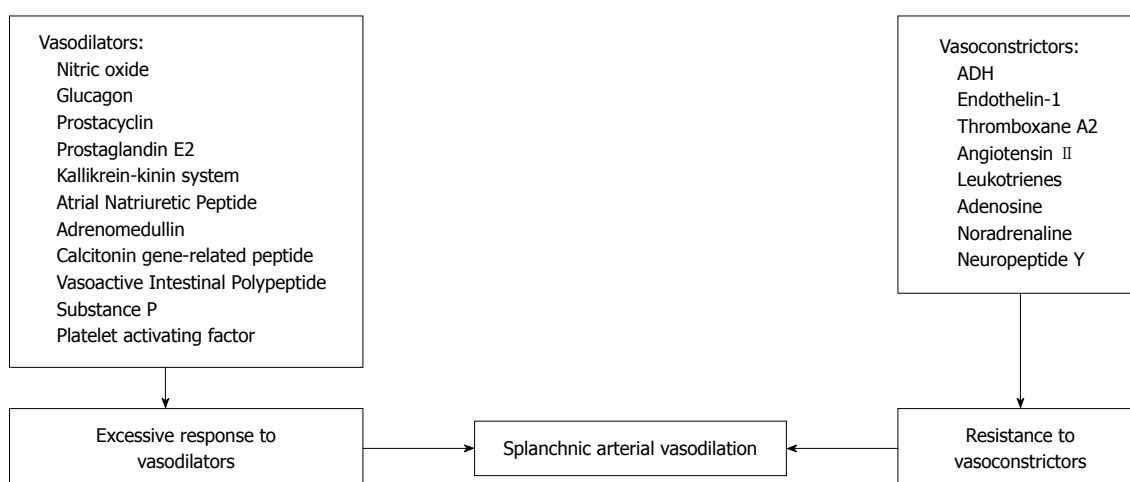 Vasodilators:
Nitric oxide
Glucagon
Prostacyclin
Prostaglandin E2
Kallikrein-kinin system
Atrial Natriuretic Peptide
Adrenomedullin
Calcitonin gene-related peptide
Vasoactive Intestinal Polypeptide
Substance P
Platelet activating factor
Vasoconstrictors:
ADH
Endothelin-1
Thromboxane A2
Angiotensin Ⅱ
Leukotrienes
Adenosine
Noradrenaline
Neuropeptide Y
Excessive response to
vasodilators
Splanchnic arterial vasodilation
Resistance to
vasoconstrictors